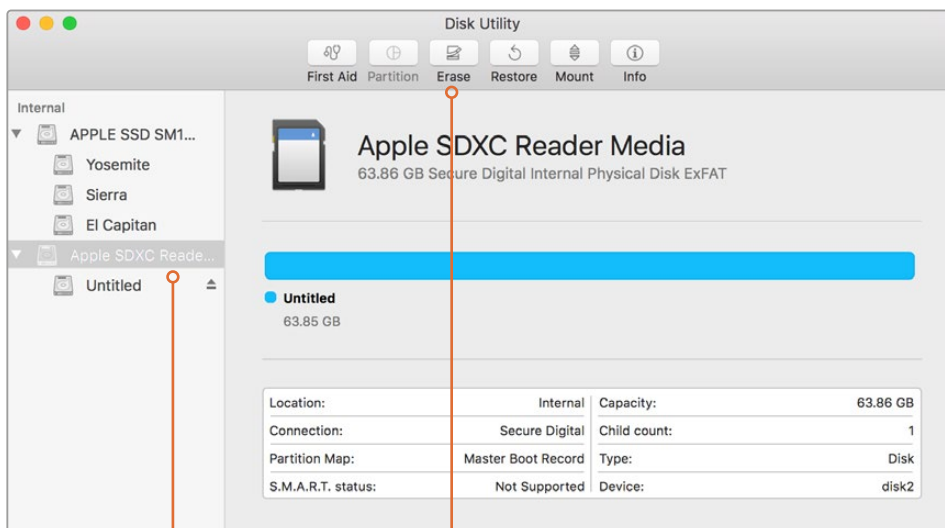 Disk Utility
First Aid Partition Erase Restore Mount Info
Internal
APPLE SSD SM1...
Yosemite
Sierra
El Capitan
Apple SDXC Reade...
Untitled
Apple SDXC Reader Media
63.86 GB Secure Digital Internal Physical Disk ExFAT
Untitled
63.85 GB
Location: Internal Capacity: 63.86 GB
Connection: Secure Digital Child count: 1
Partition Map: Master Boot Record Type: Disk
S.M.A.R.T. status: Not Supported Device: disk2